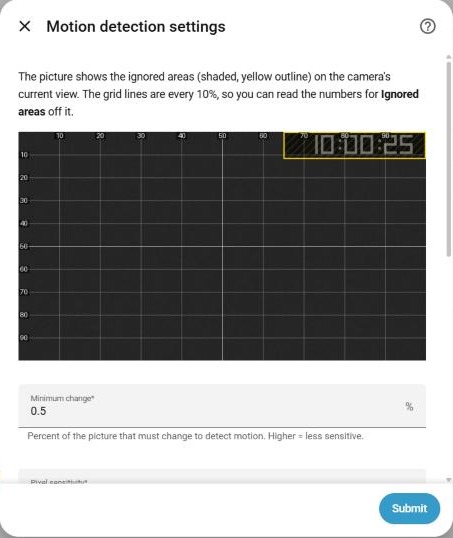 Motion detection settings
The picture shows the ignored areas (shaded, yellow outline) on the camera's
current view. The grid lines are every 10%, so you can read the numbers for Ignored
areas off it.
10 20 30 40 50 60 70 80 90
10:00:25
10
20
30
40
50
60
70
80
90
Minimum change*
0.5
%
Percent of the picture that must change to detect motion. Higher = less sensitive.
Pixel sensitivity*
Submit